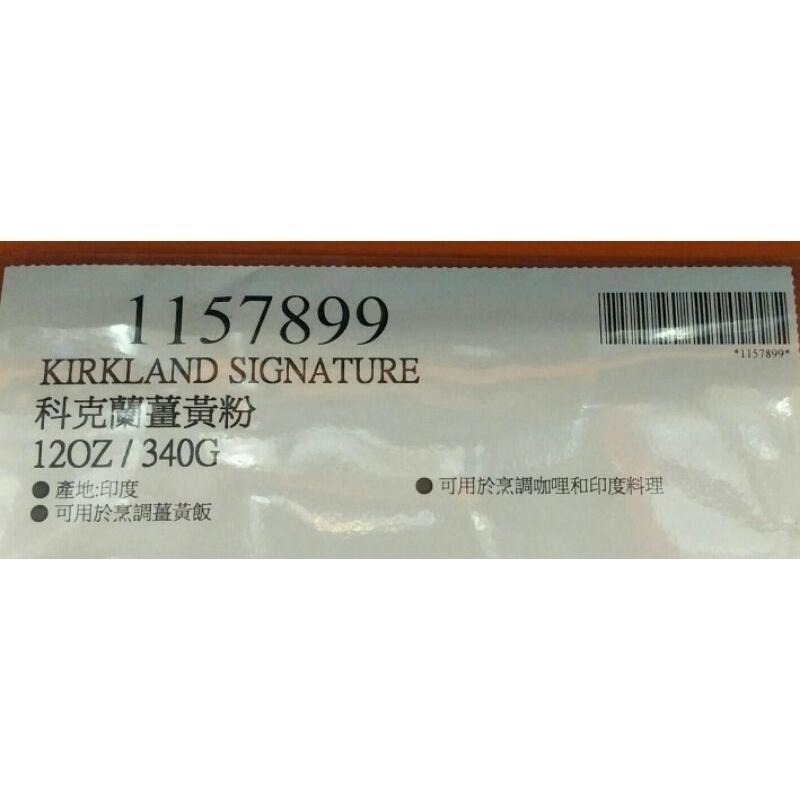 1157899
*1157899*
KIRKLAND SIGNATURE
科克蘭薑黃粉
12OZ / 340G
● 產地:印度
● 可用於烹調咖哩和印度料理
● 可用於烹調薑黃飯